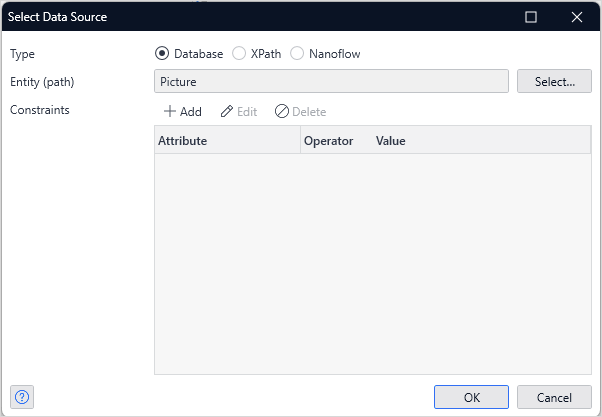 Select Data Source
Type Database XPath Nanoflow
Entity (path) Picture Select...
Constraints Add Edit Delete
Attribute Operator Value
? OK Cancel